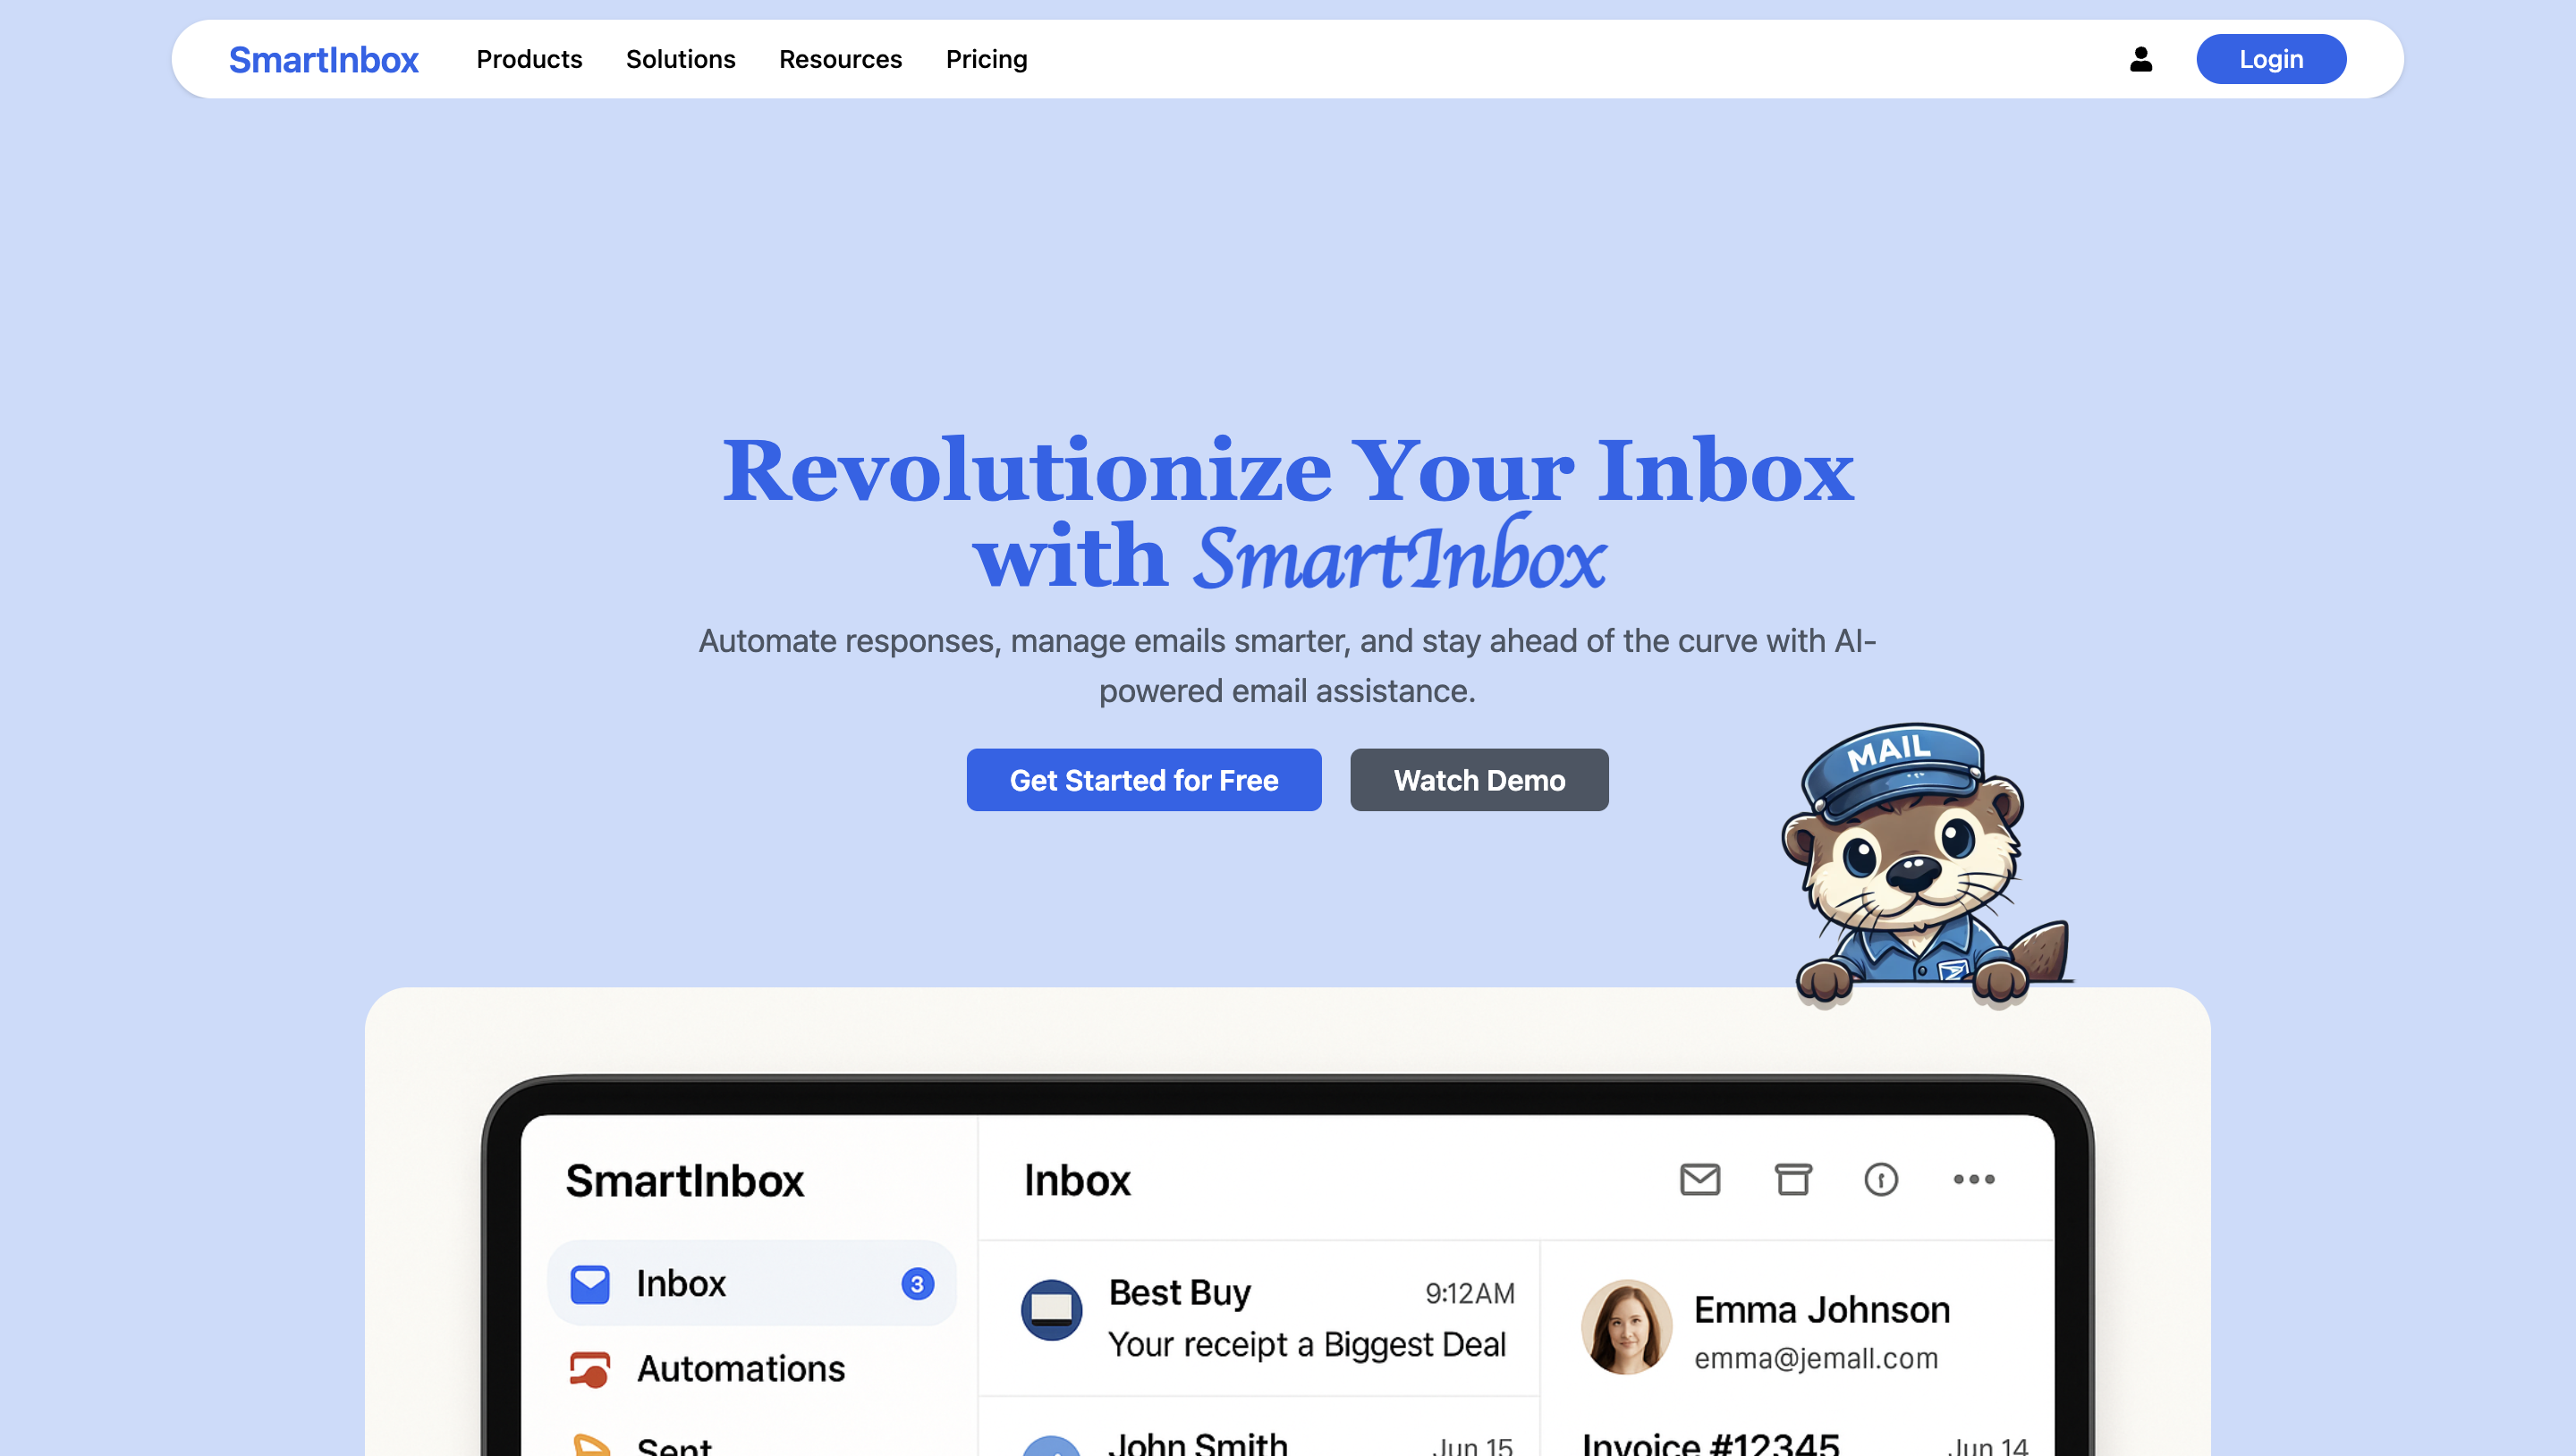 SmartInbox
Products
Solutions
Resources
Pricing
Login
Revolutionize Your Inbox
with SmartInbox
Automate responses, manage emails smarter, and stay ahead of the curve with AI-
powered email assistance.
Get Started for Free
Watch Demo
MAIL
SmartInbox
Inbox
3
Automations
Sent
Inbox
Best Buy
9:12AM
Your receipt a Biggest Deal
John Smith
Jun 15
Emma Johnson
emma@jemall.com
Invoice #12345
Jun 14